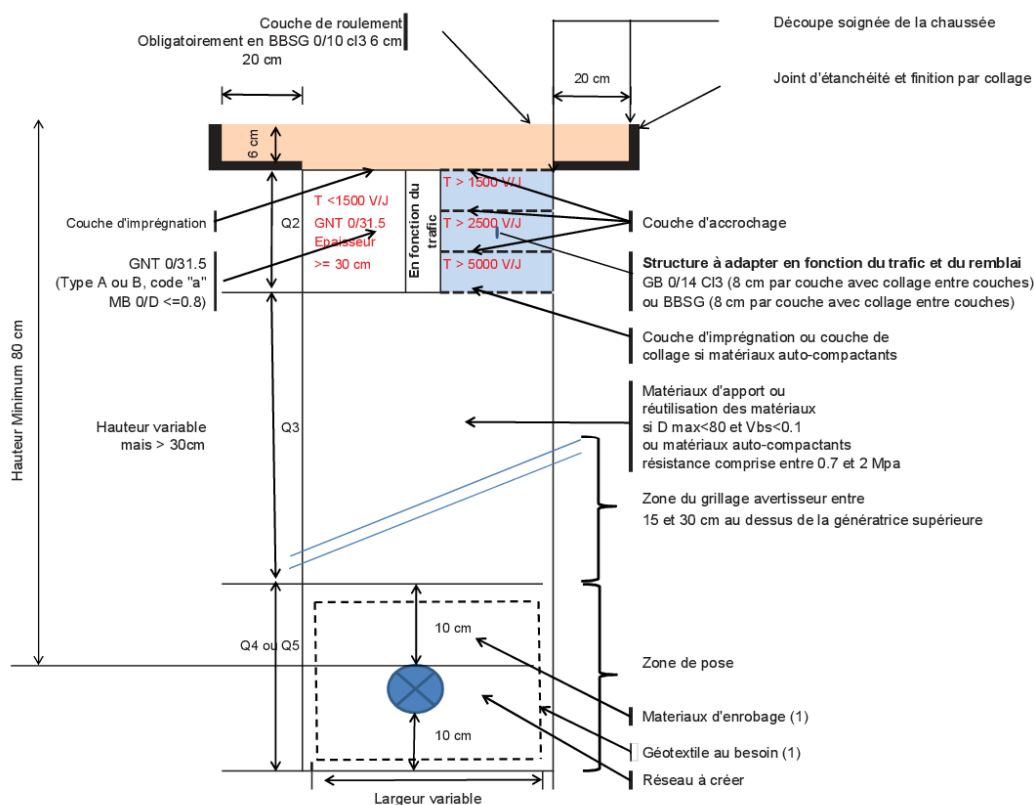 Couche de roulement
Obligatoirement en BBSG 0/10 cl3 6 cm
20 cm
Découpe soignée de la chaussée
20 cm
Joint d'étanchéité et finition par collage
6 cm
Hauteur Minimum 80 cm
Couche d'imprégnation
Q2
T <1500 V/J
GNT 0/31.5
Epaisseur
>= 30 cm
En fonction du
trafic
T > 1500 V/J
T > 2500 V/J
T > 5000 V/J
Couche d'accrochage
GNT 0/31.5
(Type A ou B, code "a"
MB 0/D <=0.8)
Structure à adapter en fonction du trafic et du remblai
GB 0/14 Cl3 (8 cm par couche avec collage entre couches)
ou BBSG (8 cm par couche avec collage entre couches)
Couche d'imprégnation ou couche de
collage si matériaux auto-compactants
Hauteur variable
mais > 30cm
Q3
Matériaux d'apport ou
réutilisation des matériaux
si D max<80 et Vbs<0.1
ou matériaux auto-compactants
résistance comprise entre 0.7 et 2 Mpa
Zone du grillage avertisseur entre
15 et 30 cm au dessus de la génératrice supérieure
Q4 ou Q5
10 cm
Zone de pose
10 cm
Materiaux d'enrobage (1)
Géotextile au besoin (1)
Réseau à créer
Largeur variable